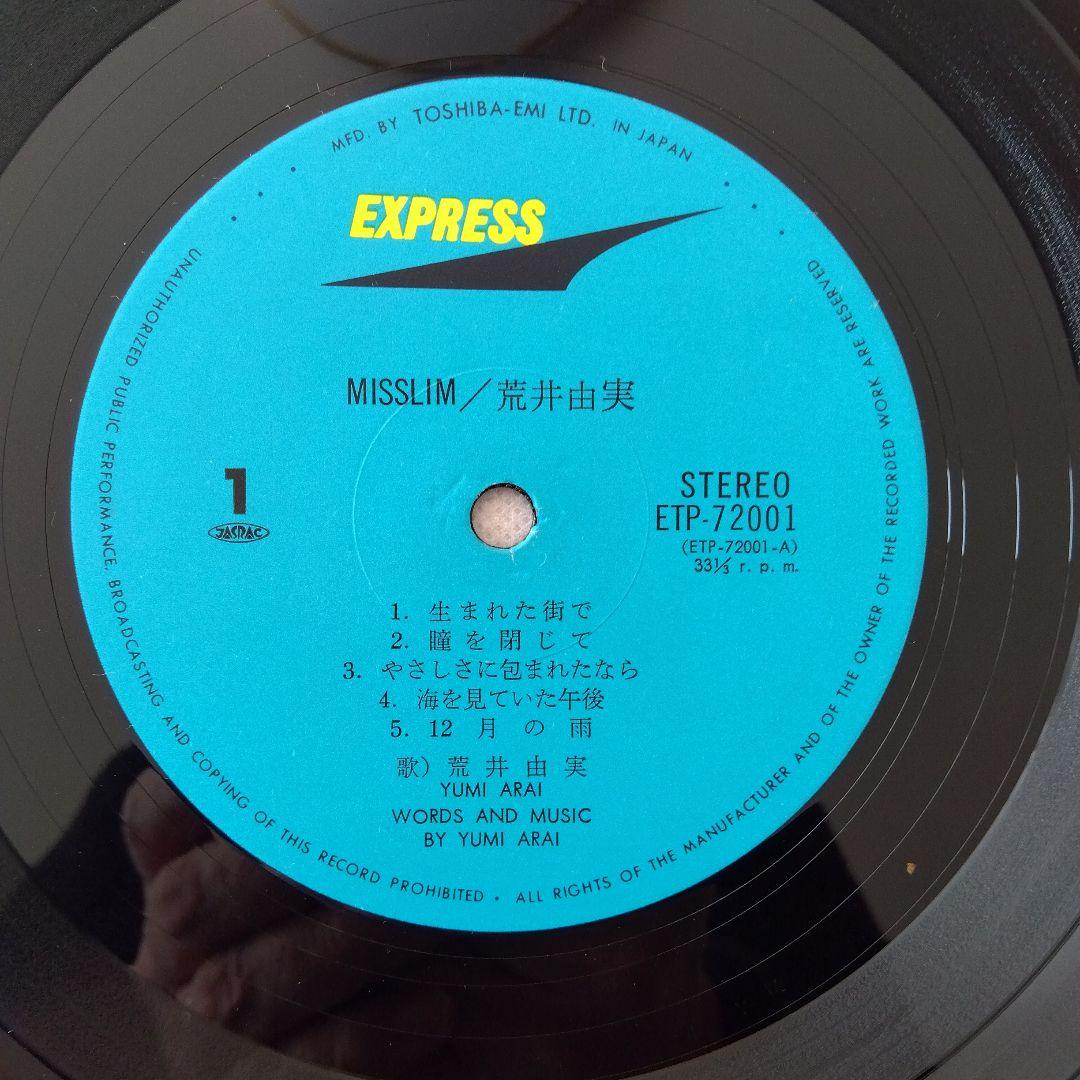 MFD. BY TOSHIBA-EMI LTD. IN JAPAN
EXPRESS
MISSLIM/荒井由実
1
JASRAC
STEREO
ETP-72001
(ETP-72001-A)
33⅓ r. p. m.
1. 生まれた街で
2. 瞳を閉じて
3. やさしさに包まれたなら
4. 海を見ていた午後
5. 12月の雨
歌) 荒井由実
YUMI ARAI
WORDS AND MUSIC
BY YUMI ARAI
UNAUTHORIZED PUBLIC PERFORMANCE, BROADCASTING AND COPYING OF THIS RECORD PROHIBITED • ALL RIGHTS OF THE MANUFACTURER AND OF THE OWNER OF THE RECORDED WORK ARE RESERVED